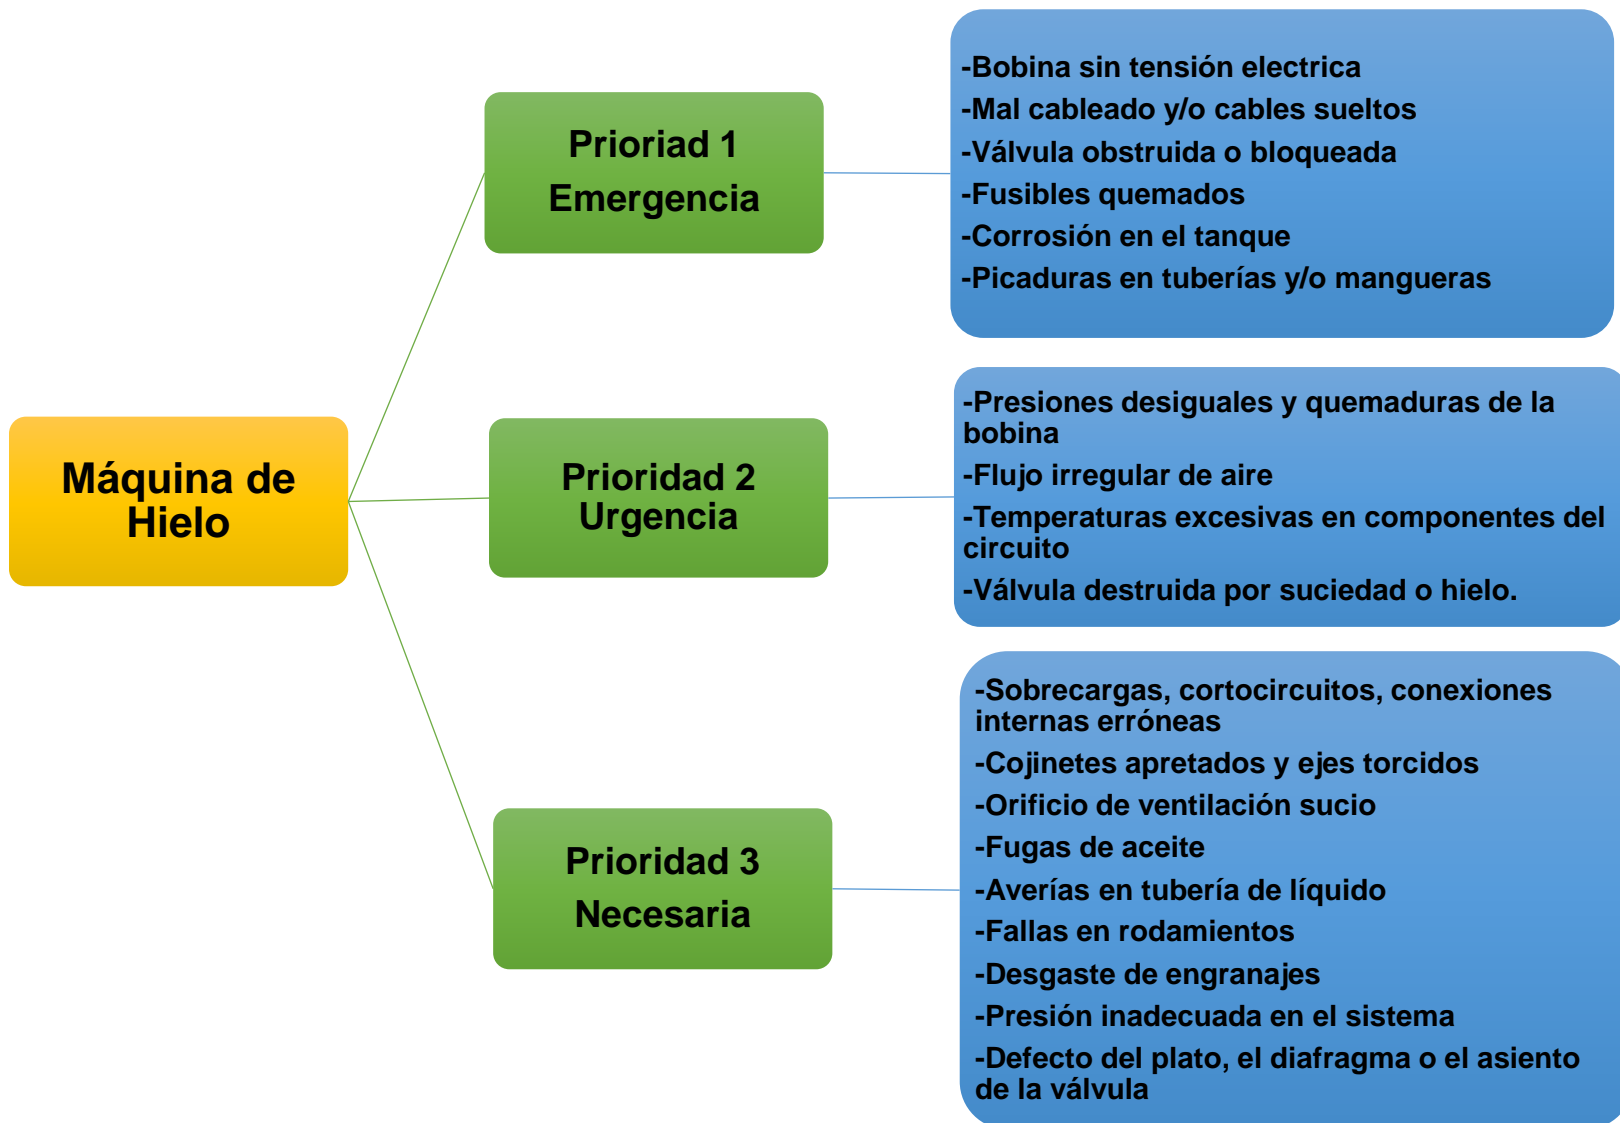 Máquina de
Hielo
Prioriad 1
Emergencia
-Bobina sin tensión electrica
-Mal cableado y/o cables sueltos
-Válvula obstruida o bloqueada
-Fusibles quemados
-Corrosión en el tanque
-Picaduras en tuberías y/o mangueras
Prioridad 2
Urgencia
-Presiones desiguales y quemaduras de la
bobina
-Flujo irregular de aire
-Temperaturas excesivas en componentes del
circuito
-Válvula destruida por suciedad o hielo.
Prioridad 3
Necesaria
-Sobrecargas, cortocircuitos, conexiones
internas erróneas
-Cojinetes apretados y ejes torcidos
-Orificio de ventilación sucio
-Fugas de aceite
-Averías en tubería de líquido
-Fallas en rodamientos
-Desgaste de engranajes
-Presión inadecuada en el sistema
-Defecto del plato, el diafragma o el asiento
de la válvula